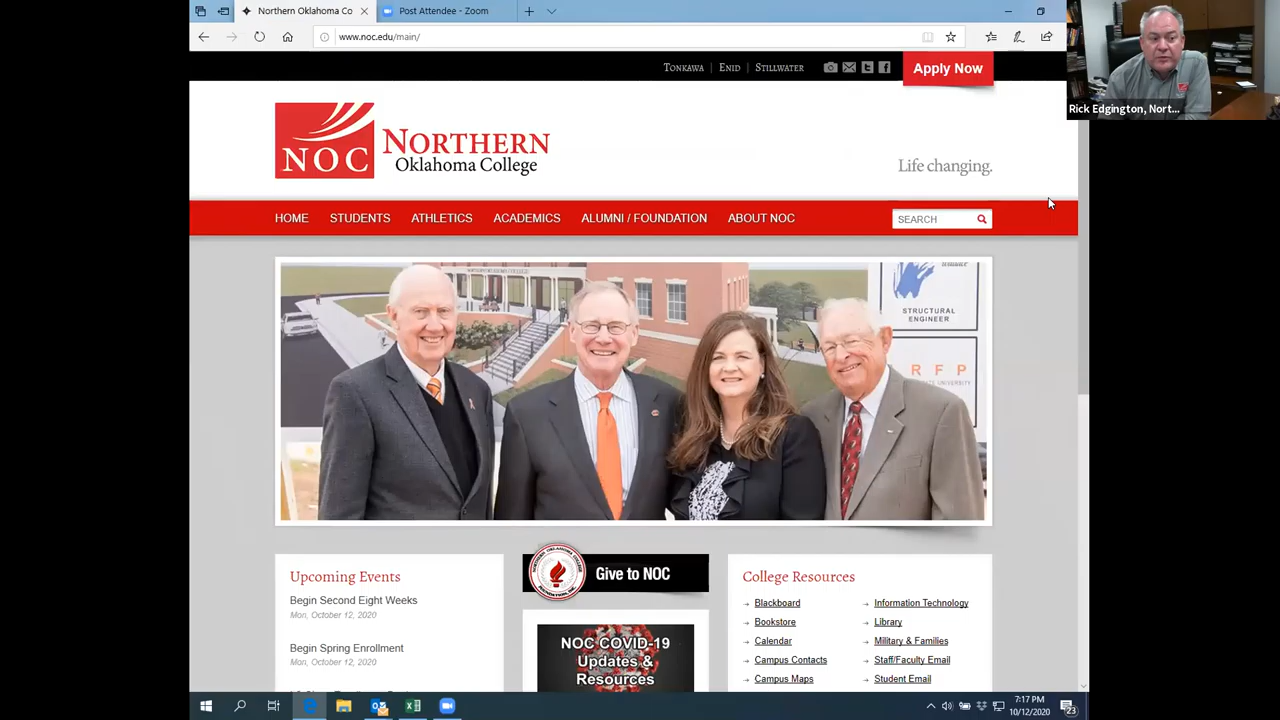 Northern Oklahoma Co
Post Attendee - Zoom
www.noc.edu/main/
TONKAWA | ENID | STILLWATER
Apply Now
Rick Edgington, Nort...
NOC
NORTHERN
Oklahoma College
Life changing.
HOME STUDENTS ATHLETICS ACADEMICS ALUMNI / FOUNDATION ABOUT NOC
SEARCH
STRUCTURAL
ENGINEER
RFP
Upcoming Events
Begin Second Eight Weeks
Mon, October 12, 2020
Begin Spring Enrollment
Mon, October 12, 2020
Give to NOC
NOC COVID-19
Updates &
Resources
College Resources
Blackboard
Information Technology
Bookstore
Library
Calendar
Military & Families
Campus Contacts
Staff/Faculty Email
Campus Maps
Student Email
7:17 PM
10/12/2020
23